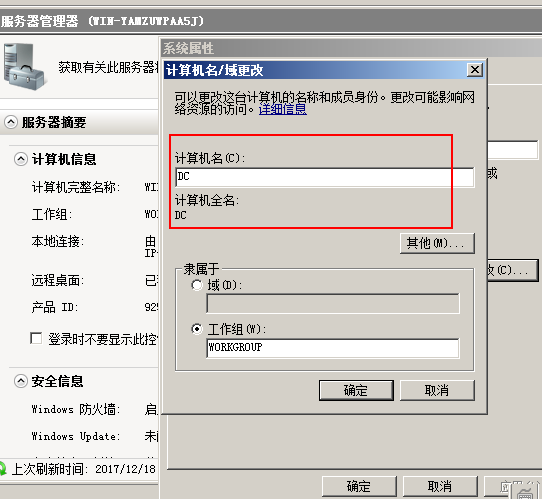 服务器管理器 (WIN-YAMZUWPAA5J)
获取有关此服务器
服务器摘要
计算机信息
计算机完整名称: WI
工作组: WO
本地连接: 由
IP
远程桌面: 已
产品 ID: 925
登录时不要显示此控
安全信息
Windows 防火墙: 启
Windows Update:
上次刷新时间: 2017/12/18
系统属性
计算机名/域更改
可以更改这台计算机的名称和成员身份。更改可能影响网
络资源的访问。详细信息
计算机名(C):
DC
计算机全名:
DC
其他(M)...
隶属于
域(D):
工作组(W):
WORKGROUP
确定 取消
或
改(C)...
确定 取消